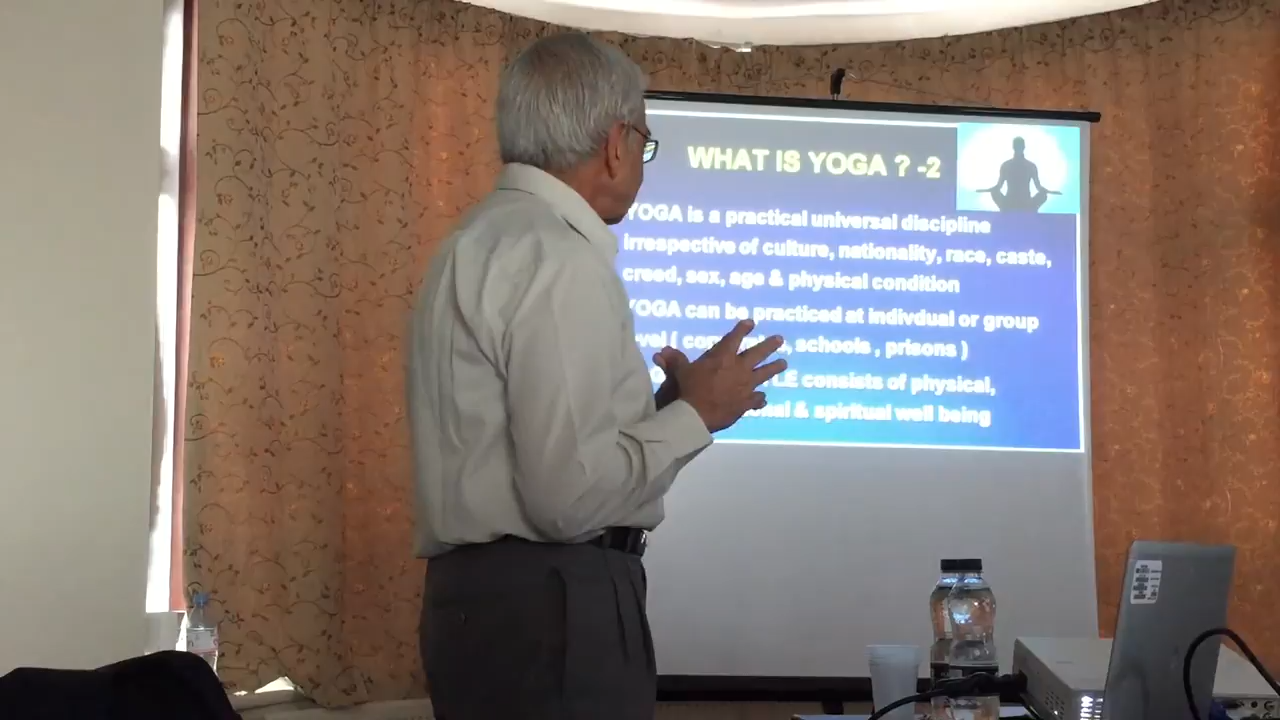 WHAT IS YOGA ? -2
YOGA is a practical universal discipline
irrespective of culture, nationality, race, caste,
creed, sex, age & physical condition
YOGA can be practiced at indivdual or group
schools , prisons )
LE consists of physical,
& spiritual well being